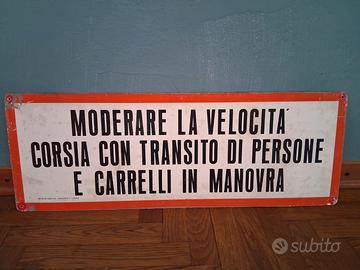 MODERARE LA VELOCITA'
CORSIA CON TRANSITO DI PERSONE
E CARRELLI IN MANOVRA
subito